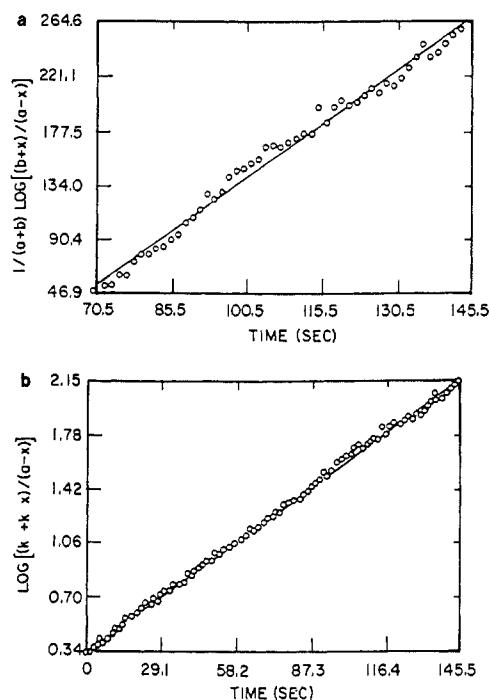 a
264.6
221.1
177.5
134.0
90.4
46.9
1/(a+b) LOG[(b+x)/(a-x)]
70.5 85.5 100.5 115.5 130.5 145.5
TIME (SEC)
b
2.15
1.78
1.42
1.06
0.70
0.34
LOG [(k +k x)/(a-x)]
0 29.1 58.2 87.3 116.4 145.5
TIME (SEC)